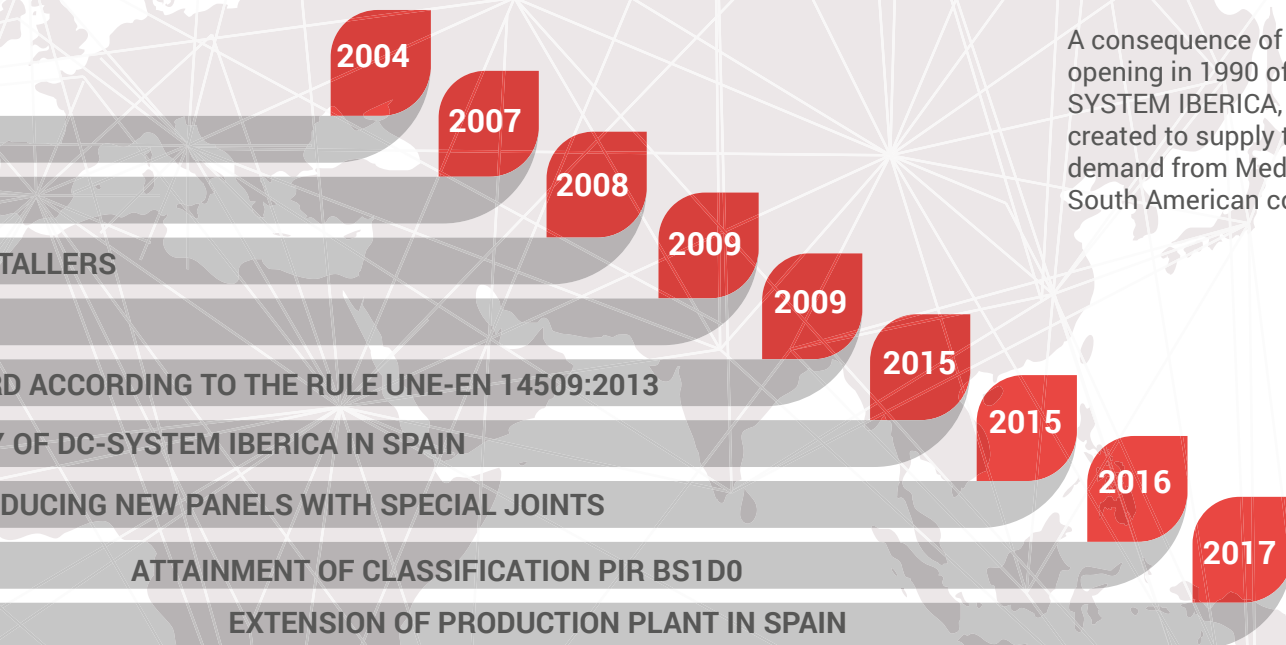 2004
2007
2008
TALLERS
2009
2009
RD ACCORDING TO THE RULE UNE-EN 14509:2013
2015
Y OF DC-SYSTEM IBERICA IN SPAIN
2015
DUCING NEW PANELS WITH SPECIAL JOINTS
2016
ATTAINMENT OF CLASSIFICATION PIR BS1D0
2017
EXTENSION OF PRODUCTION PLANT IN SPAIN
A consequence of
opening in 1990 of
SYSTEM IBERICA,
created to supply t
demand from Med
South American co